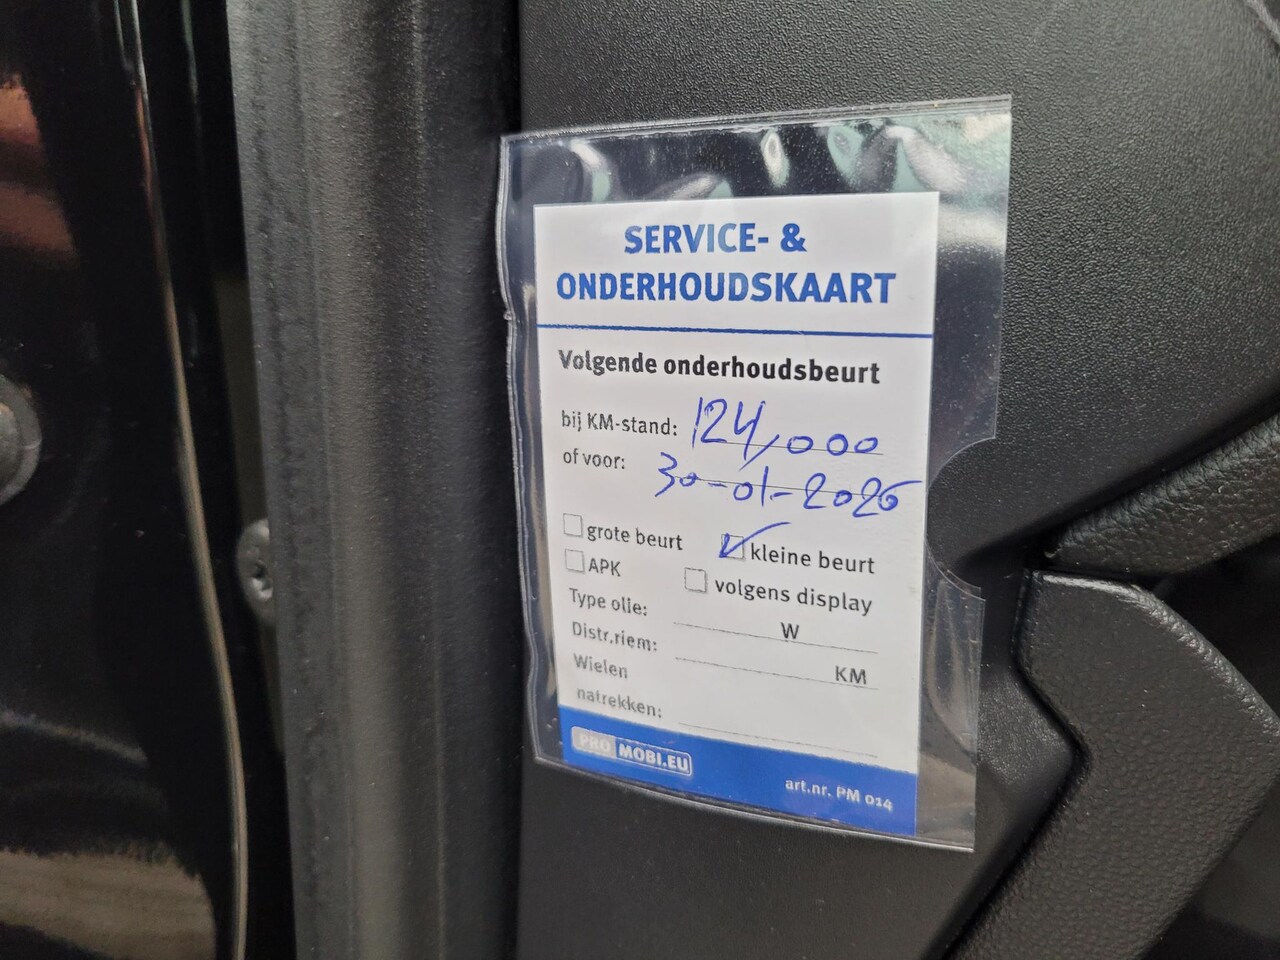 SERVICE- &
ONDERHOUDSKAART
Volgende onderhoudsbeurt
bij KM-stand: 124,000
of voor: 30-01-2026
grote beurt kleine beurt
APK volgens display
Type olie: W
Distr.riem: KM
Wielen
natrekken:
PRO MOBI.EU art.nr. PM 014